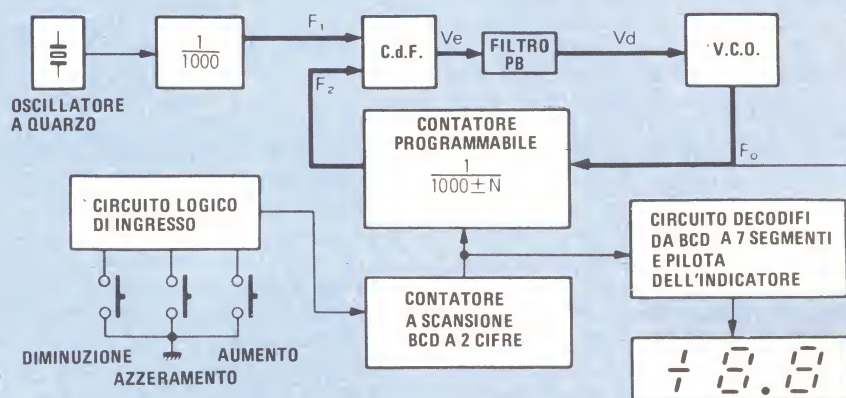 OSCILLATORE
A QUARZO
1
1000
F₁
F₂
C.d.F.
Ve
FILTRO
PB
Vd
V.C.O.
F₀
CONTATORE
PROGRAMMABILE
1
1000±N
CIRCUITO LOGICO
DI INGRESSO
DIMINUZIONE
AZZERAMENTO
AUMENTO
CONTATORE
A SCANSIONE
BCD A 2 CIFRE
CIRCUITO DECODIFI
DA BCD A 7 SEGMENTI
E PILOTA
DELL'INDICATORE
+8.8